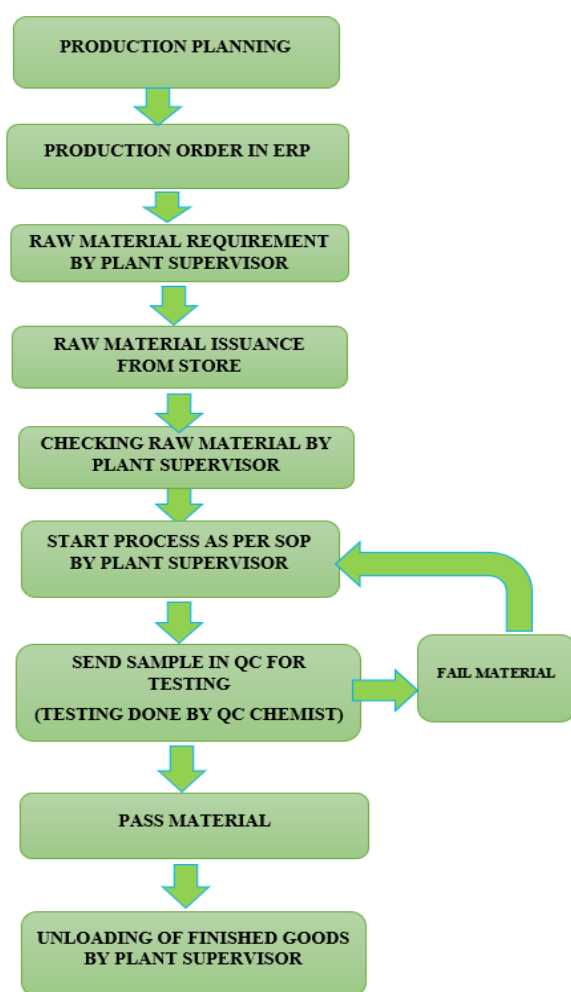 PRODUCTION PLANNING
PRODUCTION ORDER IN ERP
RAW MATERIAL REQUIREMENT
BY PLANT SUPERVISOR
RAW MATERIAL ISSUANCE
FROM STORE
CHECKING RAW MATERIAL BY
PLANT SUPERVISOR
START PROCESS AS PER SOP
BY PLANT SUPERVISOR
SEND SAMPLE IN QC FOR
TESTING
(TESTING DONE BY QC CHEMIST)
FAIL MATERIAL
PASS MATERIAL
UNLOADING OF FINISHED GOODS
BY PLANT SUPERVISOR